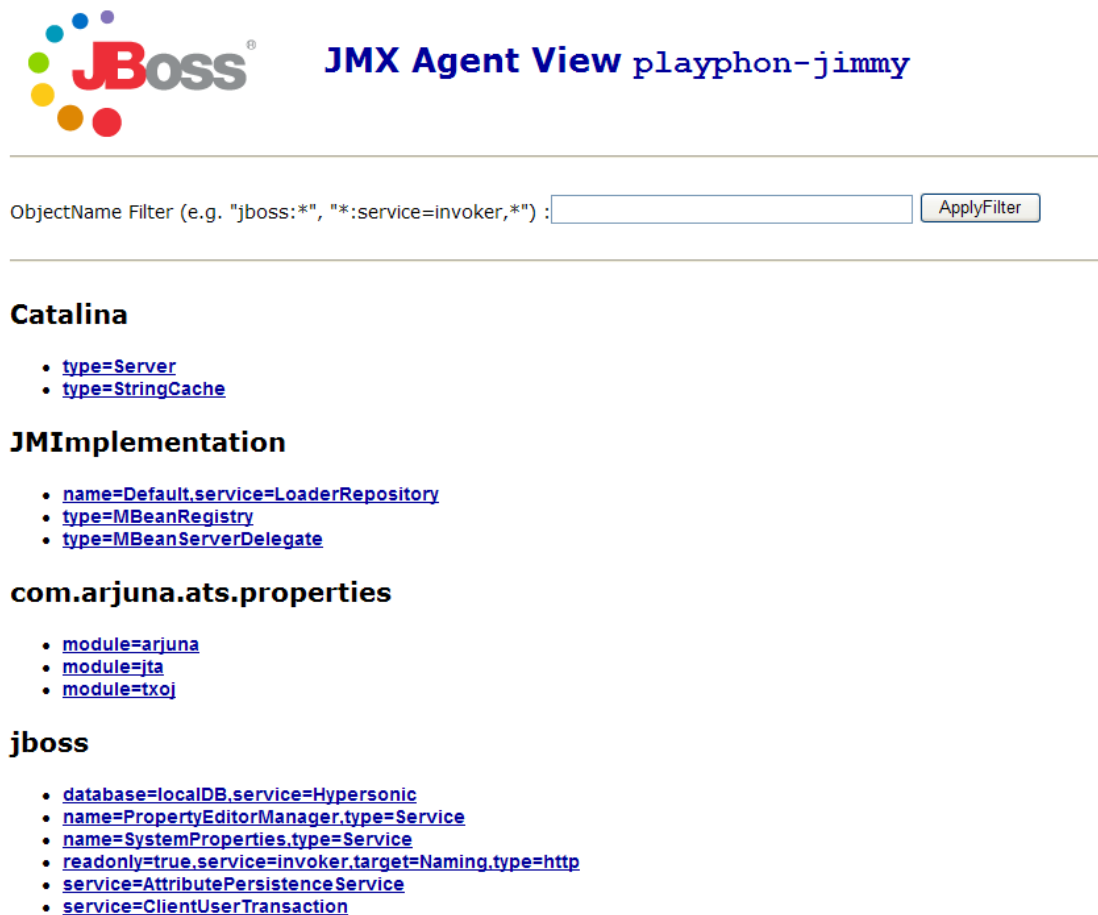 JBoss®
JMX Agent View playphon-jimmy
ObjectName Filter (e.g. "jboss:*", "*:service=invoker,*") :
ApplyFilter
Catalina
type=Server
type=StringCache
JMImplementation
name=Default,service=LoaderRepository
type=MBeanRegistry
type=MBeanServerDelegate
com.arjuna.ats.properties
module=arjuna
module=jta
module=txoj
jboss
database=localDB,service=Hypersonic
name=PropertyEditorManager,type=Service
name=SystemProperties,type=Service
readonly=true,service=invoker,target=Naming,type=http
service=AttributePersistenceService
service=ClientUserTransaction